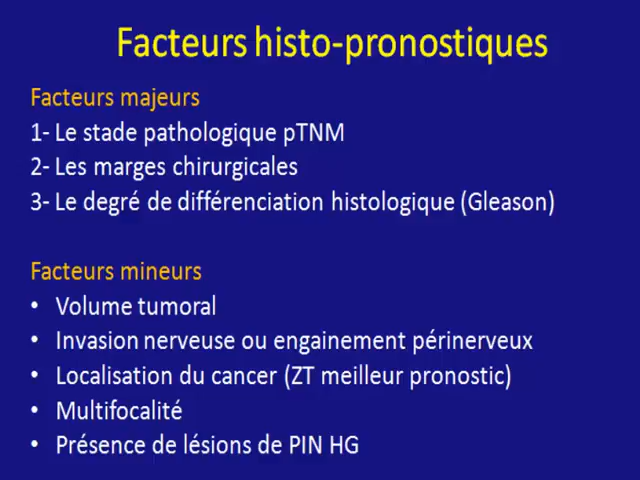 Facteurs histo-pronostiques
Facteurs majeurs
1- Le stade pathologique pTNM
2- Les marges chirurgicales
3- Le degré de différenciation histologique (Gleason)
Facteurs mineurs
• Volume tumoral
• Invasion nerveuse ou engainement périnerveux
• Localisation du cancer (ZT meilleur pronostic)
• Multifocalité
• Présence de lésions de PIN HG